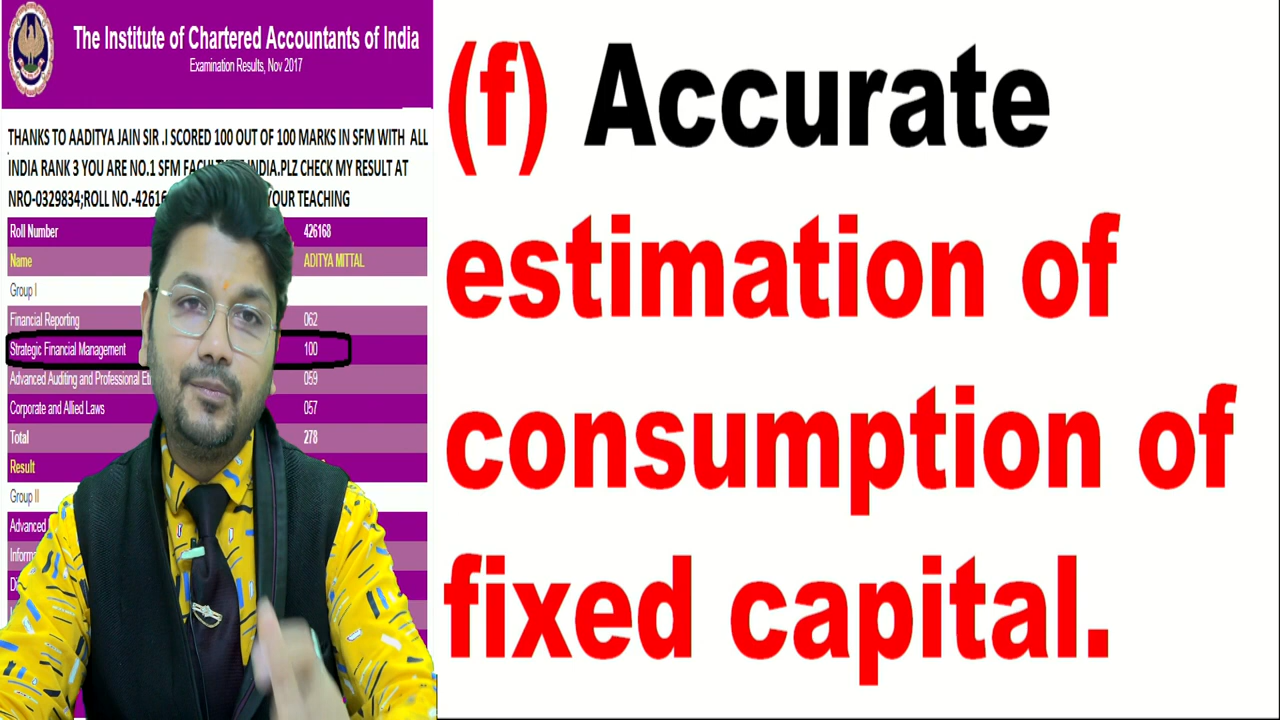 The Institute of Chartered Accountants of India
Examination Results, Nov 2017
THANKS TO AADITYA JAIN SIR .I SCORED 100 OUT OF 100 MARKS IN SFM WITH ALL
INDIA RANK 3 YOU ARE NO.1 SFM INDIA.PLZ CHECK MY RESULT AT
NRO-0329834;ROLL NO.-4261 YOUR TEACHING
Roll Number 426168
Name ADITYA MITTAL
Group I
Financial Reporting 062
Strategic Financial Management 100
Advanced Auditing and Professional 059
Corporate and Allied Laws 057
Total 278
Result
Group II
Advanced
(f) Accurate
estimation of
consumption of
fixed capital.